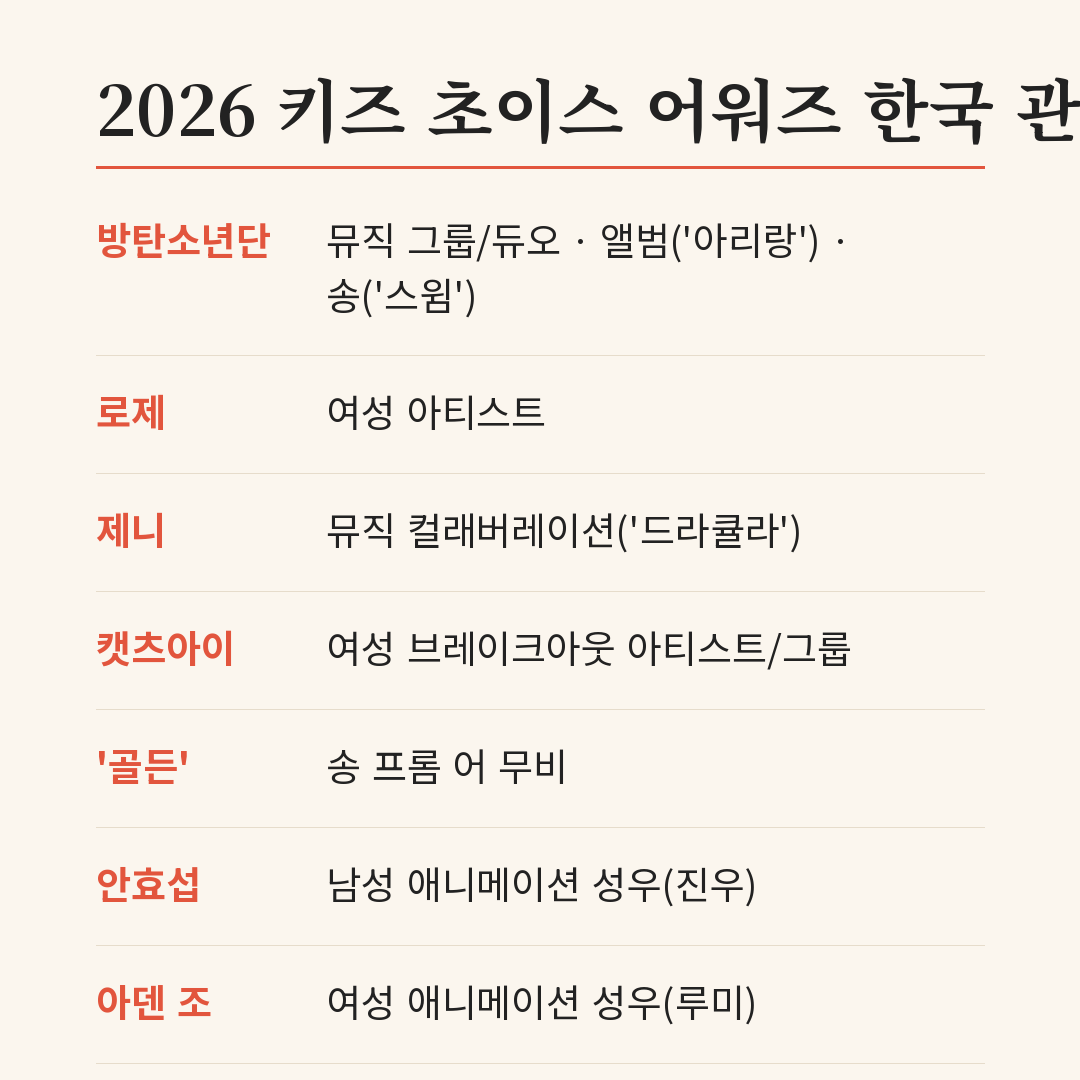 2026 키즈 초이스 어워즈 한국 관
방탄소년단 뮤직 그룹/듀오 · 앨범('아리랑') ·
송('스윔')
로제 여성 아티스트
제니 뮤직 컬래버레이션('드라큘라')
캣츠아이 여성 브레이크아웃 아티스트/그룹
'골든' 송 프롬 어 무비
안효섭 남성 애니메이션 성우(진우)
아덴 조 여성 애니메이션 성우(루미)